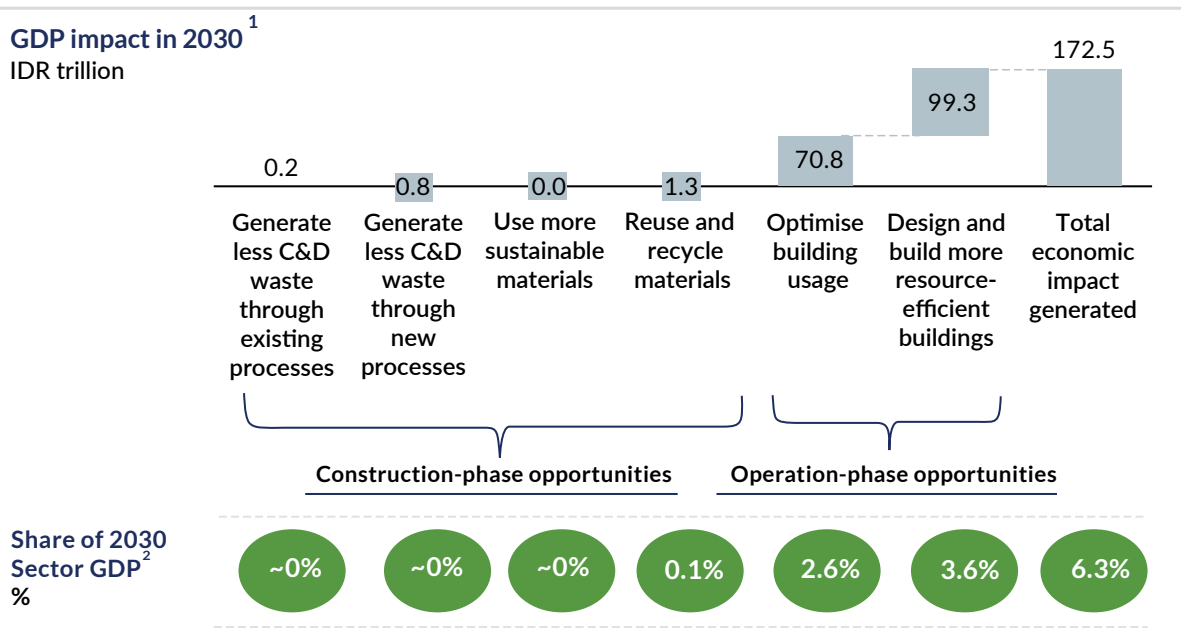 GDP impact in 2030 1
IDR trillion
0.2
0.8
0.0
1.3
70.8
99.3
172.5
Generate
less C&D
waste
through
existing
processes
Generate
less C&D
waste
through
new
processes
Use more
sustainable
materials
Reuse and
recycle
materials
Optimise
building
usage
Design and
build more
resource-
efficient
buildings
Total
economic
impact
generated
Construction-phase opportunities
Operation-phase opportunities
Share of 2030
Sector GDP2
%
~0%
~0%
~0%
0.1%
2.6%
3.6%
6.3%